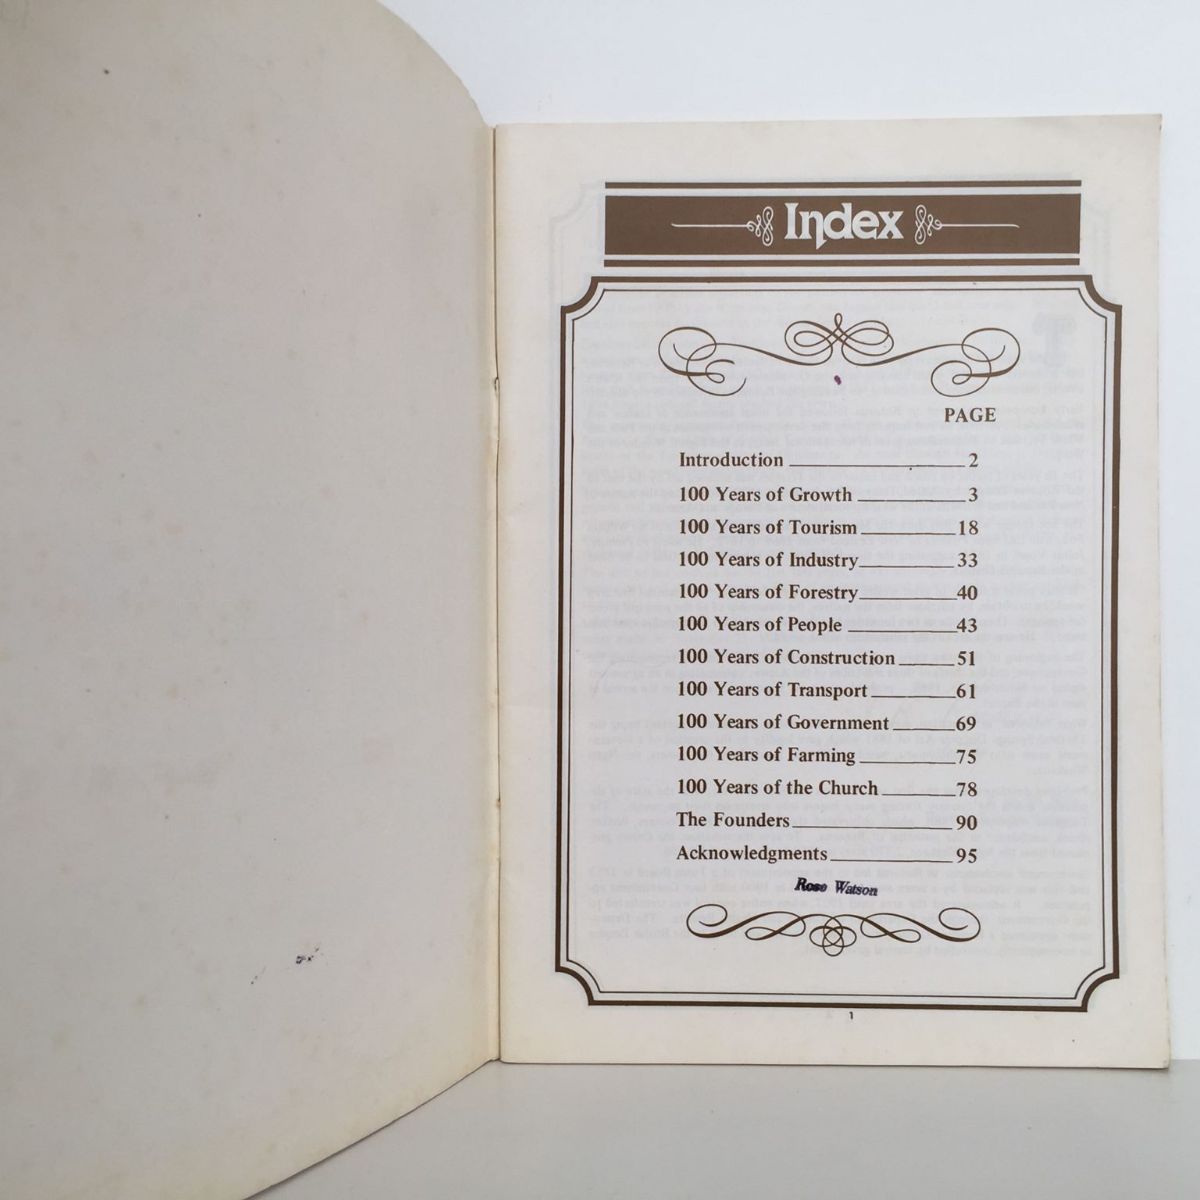 Index
PAGE
Introduction 2
100 Years of Growth 3
100 Years of Tourism 18
100 Years of Industry 33
100 Years of Forestry 40
100 Years of People 43
100 Years of Construction 51
100 Years of Transport 61
100 Years of Government 69
100 Years of Farming 75
100 Years of the Church 78
The Founders 90
Acknowledgments 95
Rose Watson
1